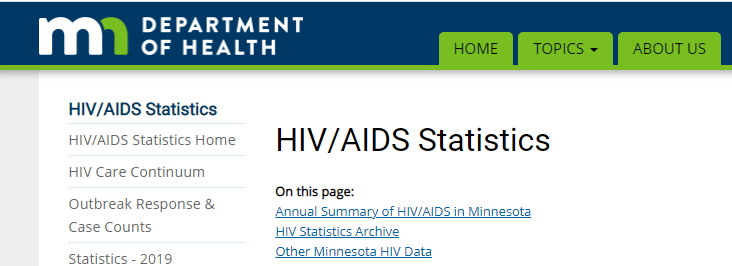 mn DEPARTMENT
OF HEALTH
HOME
TOPICS
ABOUT US
HIV/AIDS Statistics
HIV/AIDS Statistics Home
HIV Care Continuum
Outbreak Response &
Case Counts
Statistics - 2019
HIV/AIDS Statistics
On this page:
Annual Summary of HIV/AIDS in Minnesota
HIV Statistics Archive
Other Minnesota HIV Data